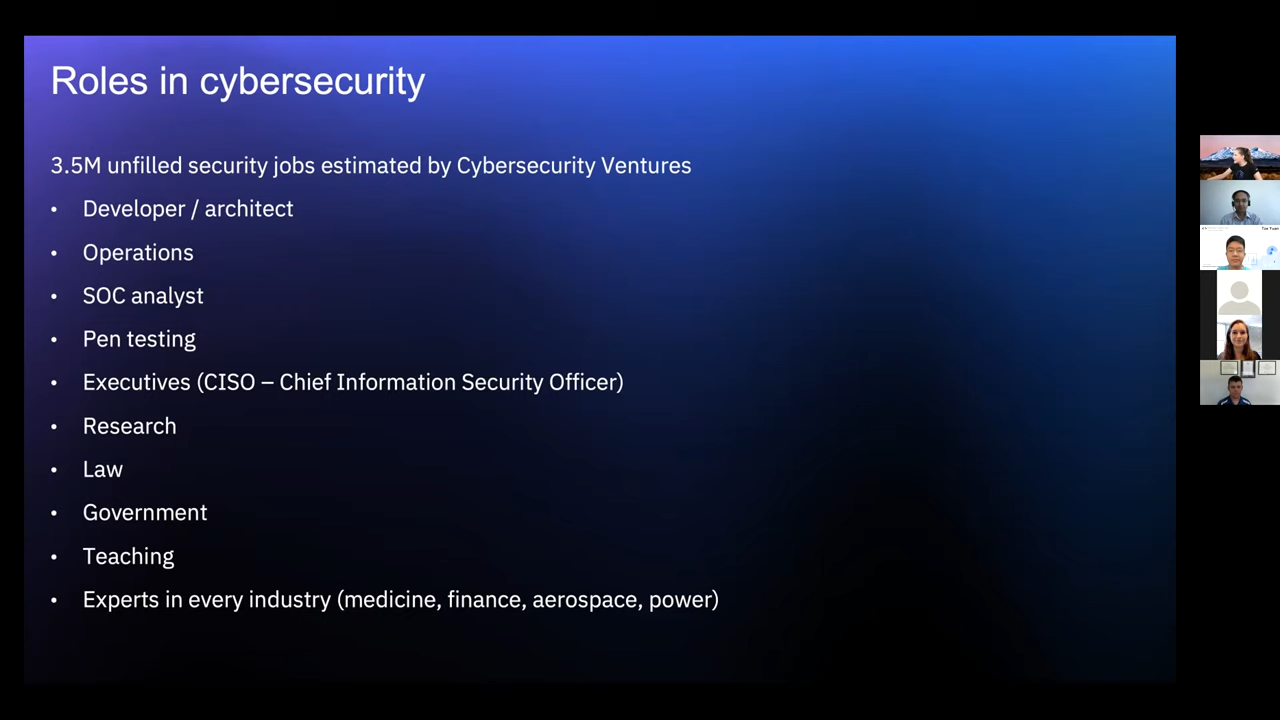 Roles in cybersecurity
3.5M unfilled security jobs estimated by Cybersecurity Ventures
• Developer / architect
• Operations
• SOC analyst
• Pen testing
• Executives (CISO – Chief Information Security Officer)
• Research
• Law
• Government
• Teaching
• Experts in every industry (medicine, finance, aerospace, power)